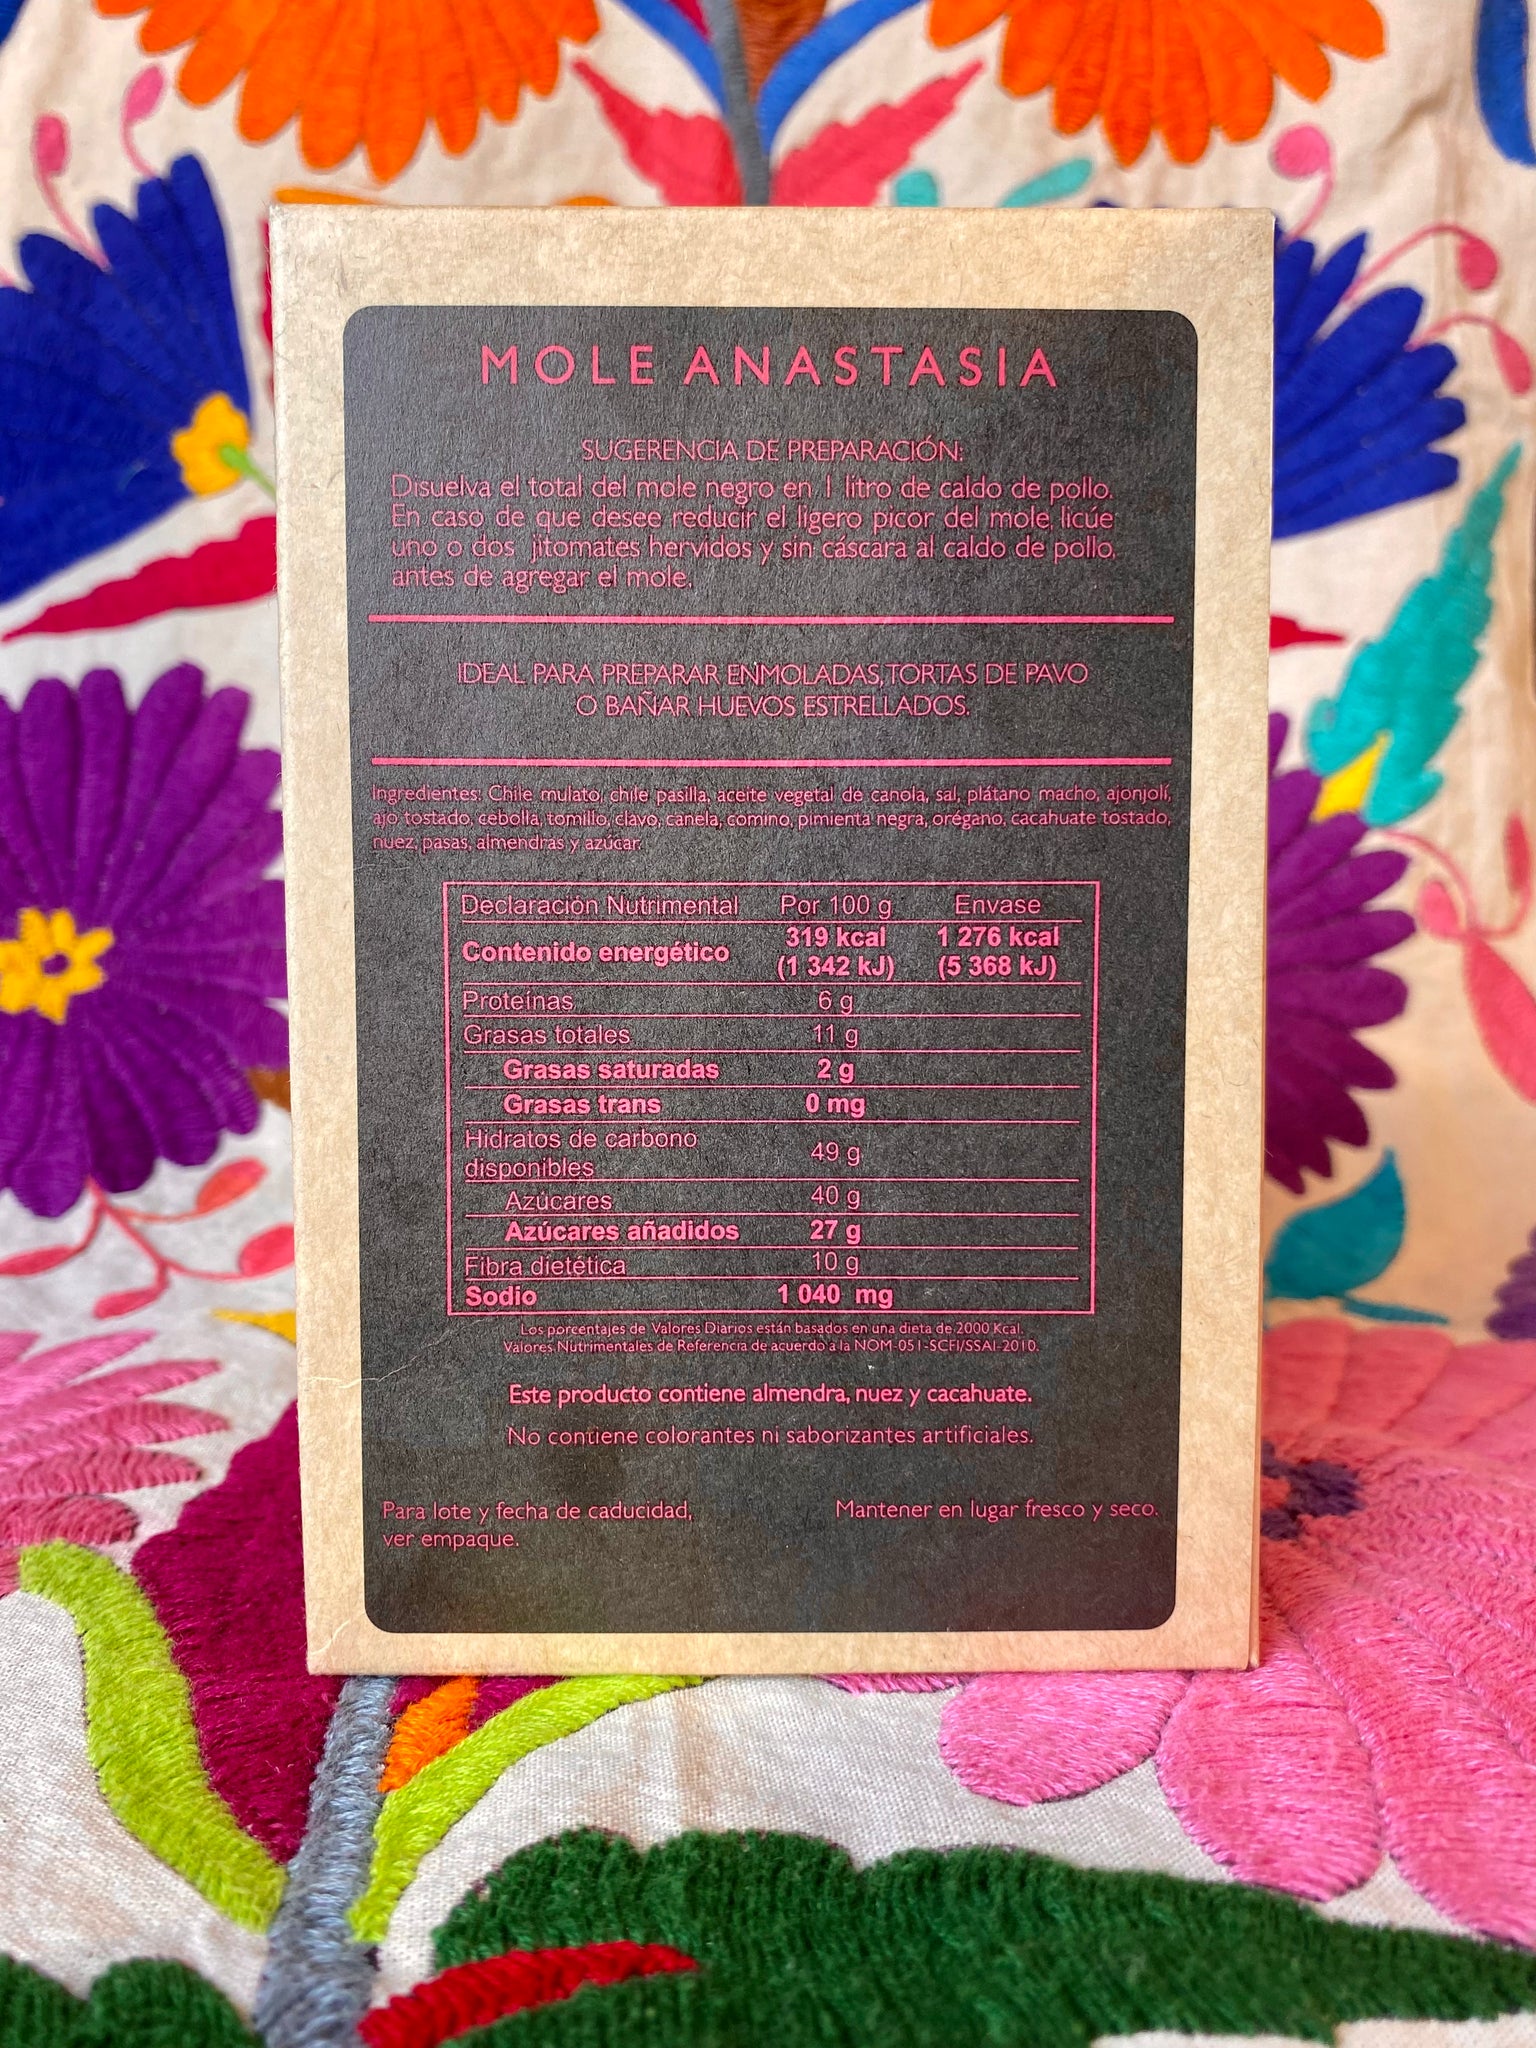 MOLE ANASTASIA
SUGERENCIA DE PREPARACIÓN:
Disuelva el total del mole negro en 1 litro de caldo de pollo.
En caso de que desee reducir el ligero picor del mole, licúe
uno o dos jitomates hervidos y sin cáscara al caldo de pollo,
antes de agregar el mole.
IDEAL PARA PREPARAR ENMOLADAS, TORTAS DE PAVO
O BAÑAR HUEVOS ESTRELLADOS.
Ingredientes: Chile mulato, chile pasilla, aceite vegetal de canola, sal, plátano macho, ajonjolí,
ajo tostado, cebolla, tomillo, clavo, canela, comino, pimienta negra, orégano, cacahuate tostado,
nuez, pasas, almendras y azúcar.
Declaración Nutrimental Por 100 g Envase
Contenido energético 319 kcal (1 342 kJ) 1 276 kcal (5 368 kJ)
Proteínas 6 g
Grasas totales 11 g
Grasas saturadas 2 g
Grasas trans 0 mg
Hidratos de carbono
disponibles 49 g
Azúcares 40 g
Azúcares añadidos 27 g
Fibra dietética 10 g
Sodio 1 040 mg
Los porcentajes de Valores Diarios están basados en una dieta de 2000 Kcal.
Valores Nutrimentales de Referencia de acuerdo a la NOM-051-SCFI/SSAI-2010.
Este producto contiene almendra, nuez y cacahuate.
No contiene colorantes ni saborizantes artificiales.
Para lote y fecha de caducidad,
ver empaque.
Mantener en lugar fresco y seco.